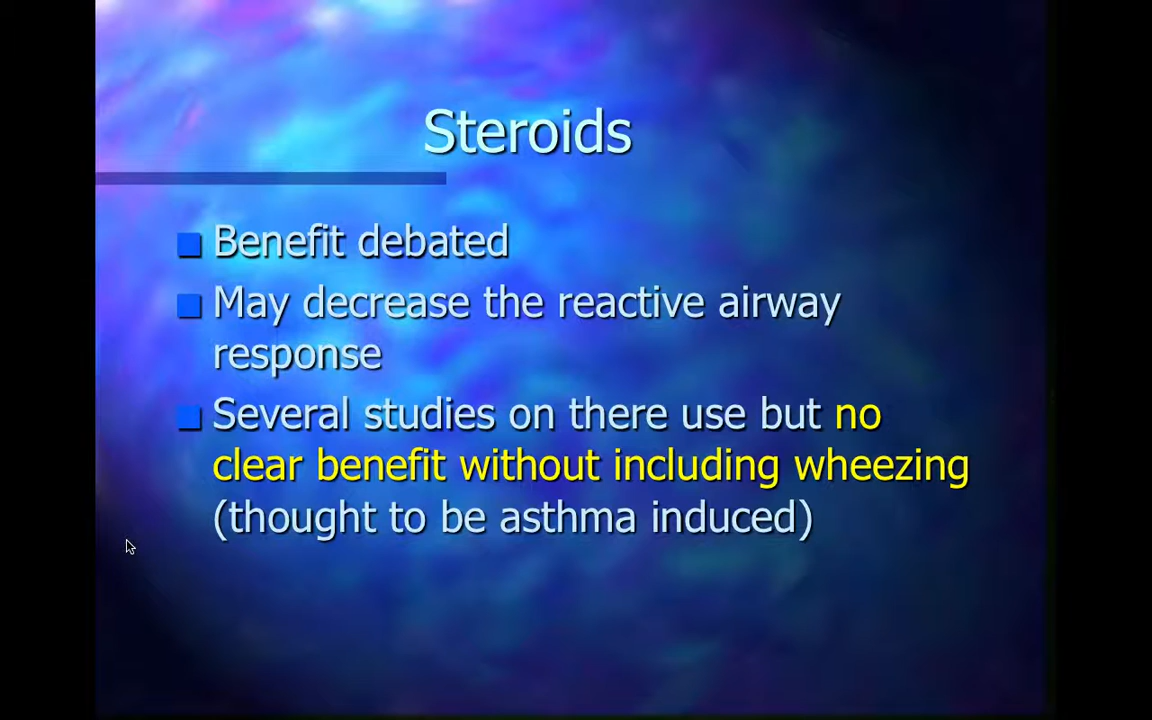 Steroids
Benefit debated
May decrease the reactive airway
response
Several studies on there use but no
clear benefit without including wheezing
(thought to be asthma induced)